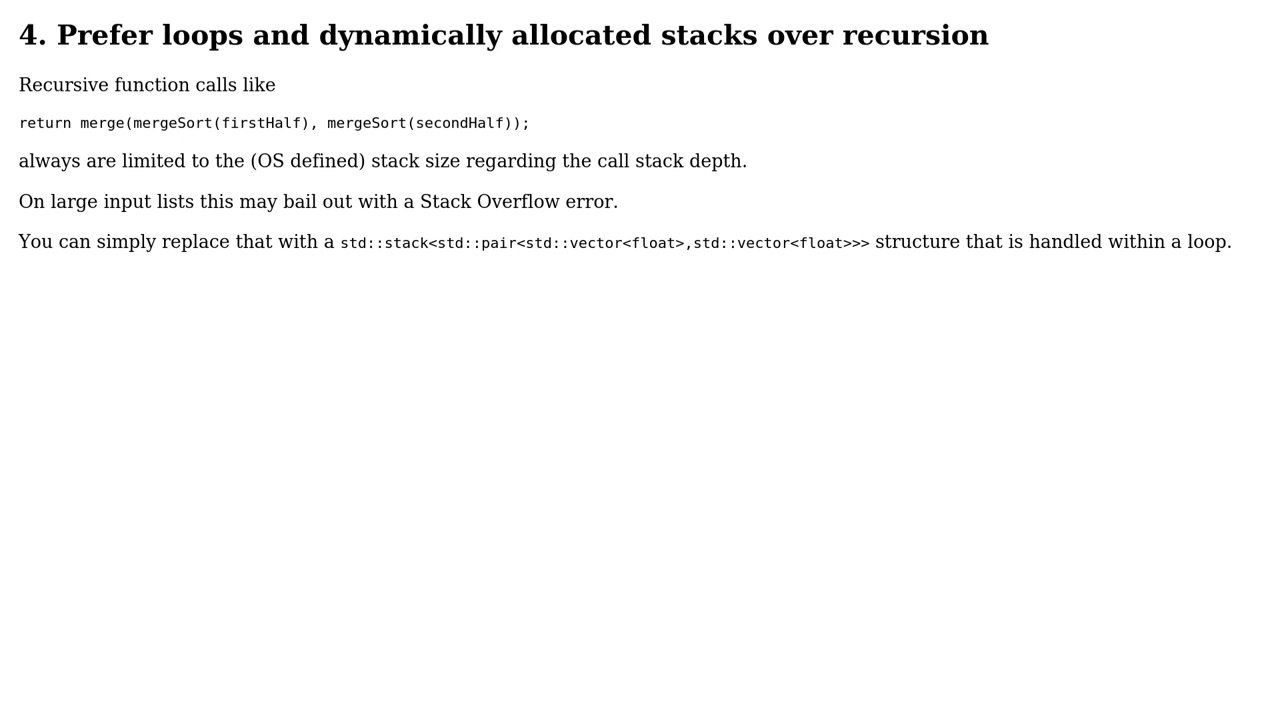 4. Prefer loops and dynamically allocated stacks over recursion
Recursive function calls like
return merge(mergeSort(firstHalf), mergeSort(secondHalf));
always are limited to the (OS defined) stack size regarding the call stack depth.
On large input lists this may bail out with a Stack Overflow error.
You can simply replace that with a std::stack<std::pair<std::vector<float>,std::vector<float>>> structure that is handled within a loop.